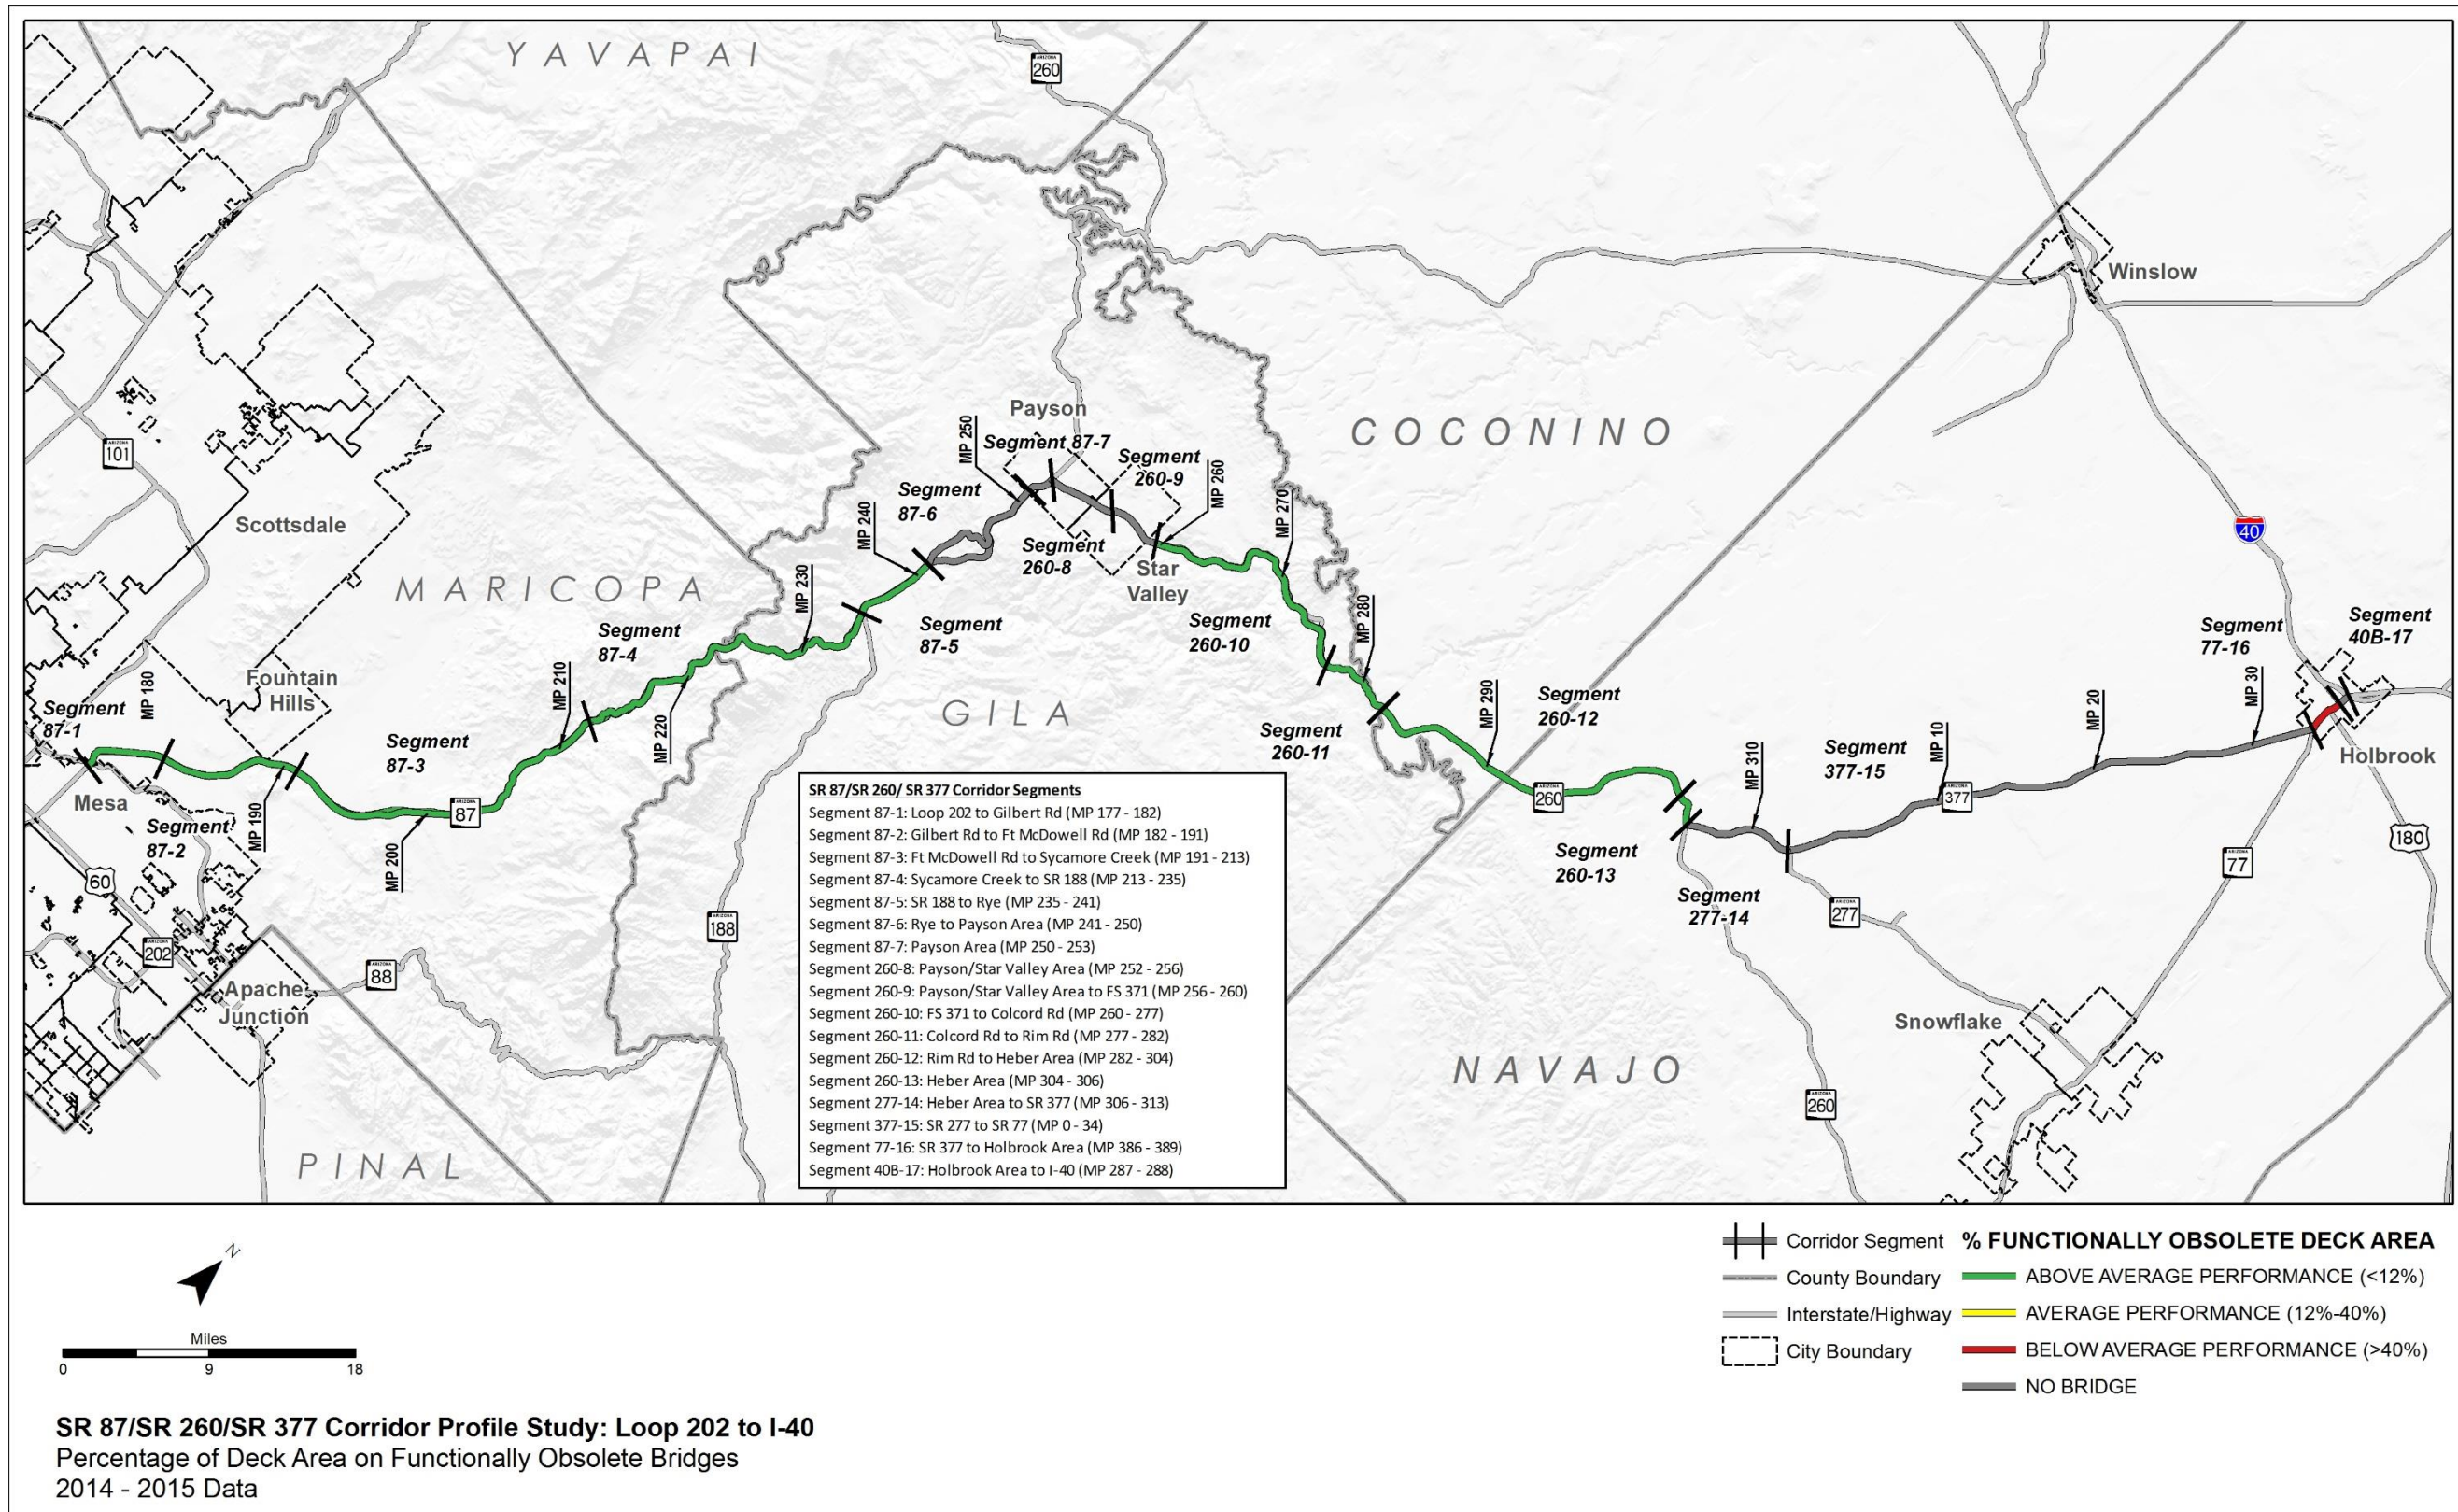 YAVAPAI
ARIZONA
260
Winslow
COCONINO
Payson
MP 250
Segment 87-7
Segment
260-9
MP 260
ARIZONA
101
Segment
87-6
MP 240
MP 270
Scottsdale
40
Segment
260-8
Star
Valley
MARICOPA
MP 230
Segment
87-4
Segment
87-5
Segment
260-10
MP 280
Segment
77-16
Segment
40B-17
Fountain
Hills
MP 180
MP 210
MP 220
GILA
MP 290
Segment
260-12
MP 30
Segment
87-1
Segment
87-3
Segment
260-11
MP 310
Segment
377-15
MP 10
MP 20
Holbrook
Mesa
MP 190
ARIZONA
87
ARIZONA
260
ARIZONA
377
Segment
87-2
MP 200
Segment
260-13
ARIZONA
77
180
60
Segment
277-14
ARIZONA
277
ARIZONA
202
ARIZONA
88
ARIZONA
188
Apache
Junction
Snowflake
NAVAJO
ARIZONA
260
PINAL
SR 87/SR 260/ SR 377 Corridor Segments
Segment 87-1: Loop 202 to Gilbert Rd (MP 177 - 182)
Segment 87-2: Gilbert Rd to Ft McDowell Rd (MP 182 - 191)
Segment 87-3: Ft McDowell Rd to Sycamore Creek (MP 191 - 213)
Segment 87-4: Sycamore Creek to SR 188 (MP 213 - 235)
Segment 87-5: SR 188 to Rye (MP 235 - 241)
Segment 87-6: Rye to Payson Area (MP 241 - 250)
Segment 87-7: Payson Area (MP 250 - 253)
Segment 260-8: Payson/Star Valley Area (MP 252 - 256)
Segment 260-9: Payson/Star Valley Area to FS 371 (MP 256 - 260)
Segment 260-10: FS 371 to Colcord Rd (MP 260 - 277)
Segment 260-11: Colcord Rd to Rim Rd (MP 277 - 282)
Segment 260-12: Rim Rd to Heber Area (MP 282 - 304)
Segment 260-13: Heber Area (MP 304 - 306)
Segment 277-14: Heber Area to SR 377 (MP 306 - 313)
Segment 377-15: SR 277 to SR 77 (MP 0 - 34)
Segment 77-16: SR 377 to Holbrook Area (MP 386 - 389)
Segment 40B-17: Holbrook Area to I-40 (MP 287 - 288)
N
Miles
0 9 18
Corridor Segment
County Boundary
Interstate/Highway
City Boundary
% FUNCTIONALLY OBSOLETE DECK AREA
ABOVE AVERAGE PERFORMANCE (<12%)
AVERAGE PERFORMANCE (12%-40%)
BELOW AVERAGE PERFORMANCE (>40%)
NO BRIDGE
SR 87/SR 260/SR 377 Corridor Profile Study: Loop 202 to I-40
Percentage of Deck Area on Functionally Obsolete Bridges
2014 - 2015 Data